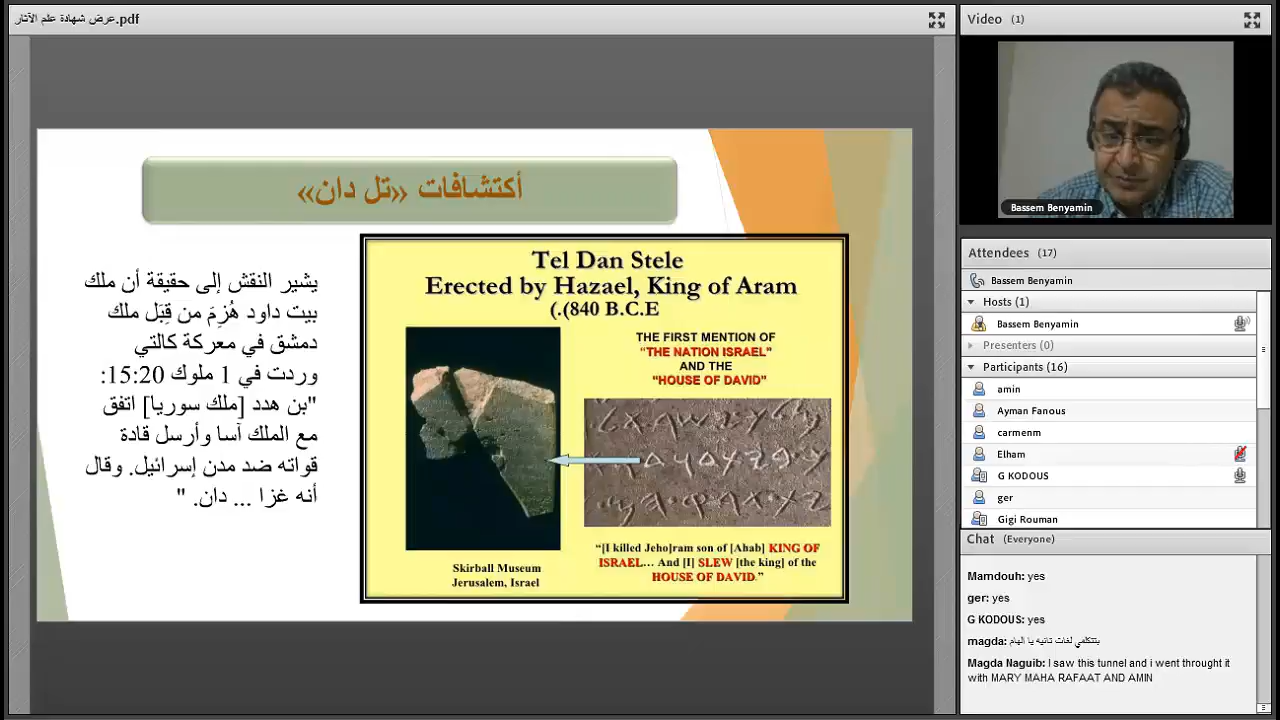 عرض شهادة علم الآثار.pdf
أكتشافات «تل دان»
يشير النقش إلى حقيقة أن ملك
بيت داود هُزِمَ من قِبَل ملك
دمشق في معركة كالتي
وردت في 1 ملوك 15:20:
"بن هدد [ملك سوريا] اتفق
مع الملك آسا وأرسل قادة
قواته ضد مدن إسرائيل. وقال
أنه غزا ... دان. "
Tel Dan Stele
Erected by Hazael, King of Aram
(.(840 B.C.E
THE FIRST MENTION OF
"THE NATION ISRAEL"
AND THE
"HOUSE OF DAVID"
Skirball Museum
Jerusalem, Israel
“[I killed Jeho]ram son of [Ahab] KING OF
ISRAEL… And [I] SLEW [the king] of the
HOUSE OF DAVID.”
Video (1)
Bassem Benyamin
Attendees (17)
Bassem Benyamin
Hosts (1)
Bassem Benyamin
Presenters (0)
Participants (16)
amin
Ayman Fanous
carmenm
Elham
G KODOUS
ger
Gigi Rouman
Chat (Everyone)
Mamdouh: yes
ger: yes
G KODOUS: yes
magda: بتتكلمي لغات تانيه يا الهام
Magda Naguib: I saw this tunnel and i went throught it
with MARY MAHA RAFAAT AND AMIN